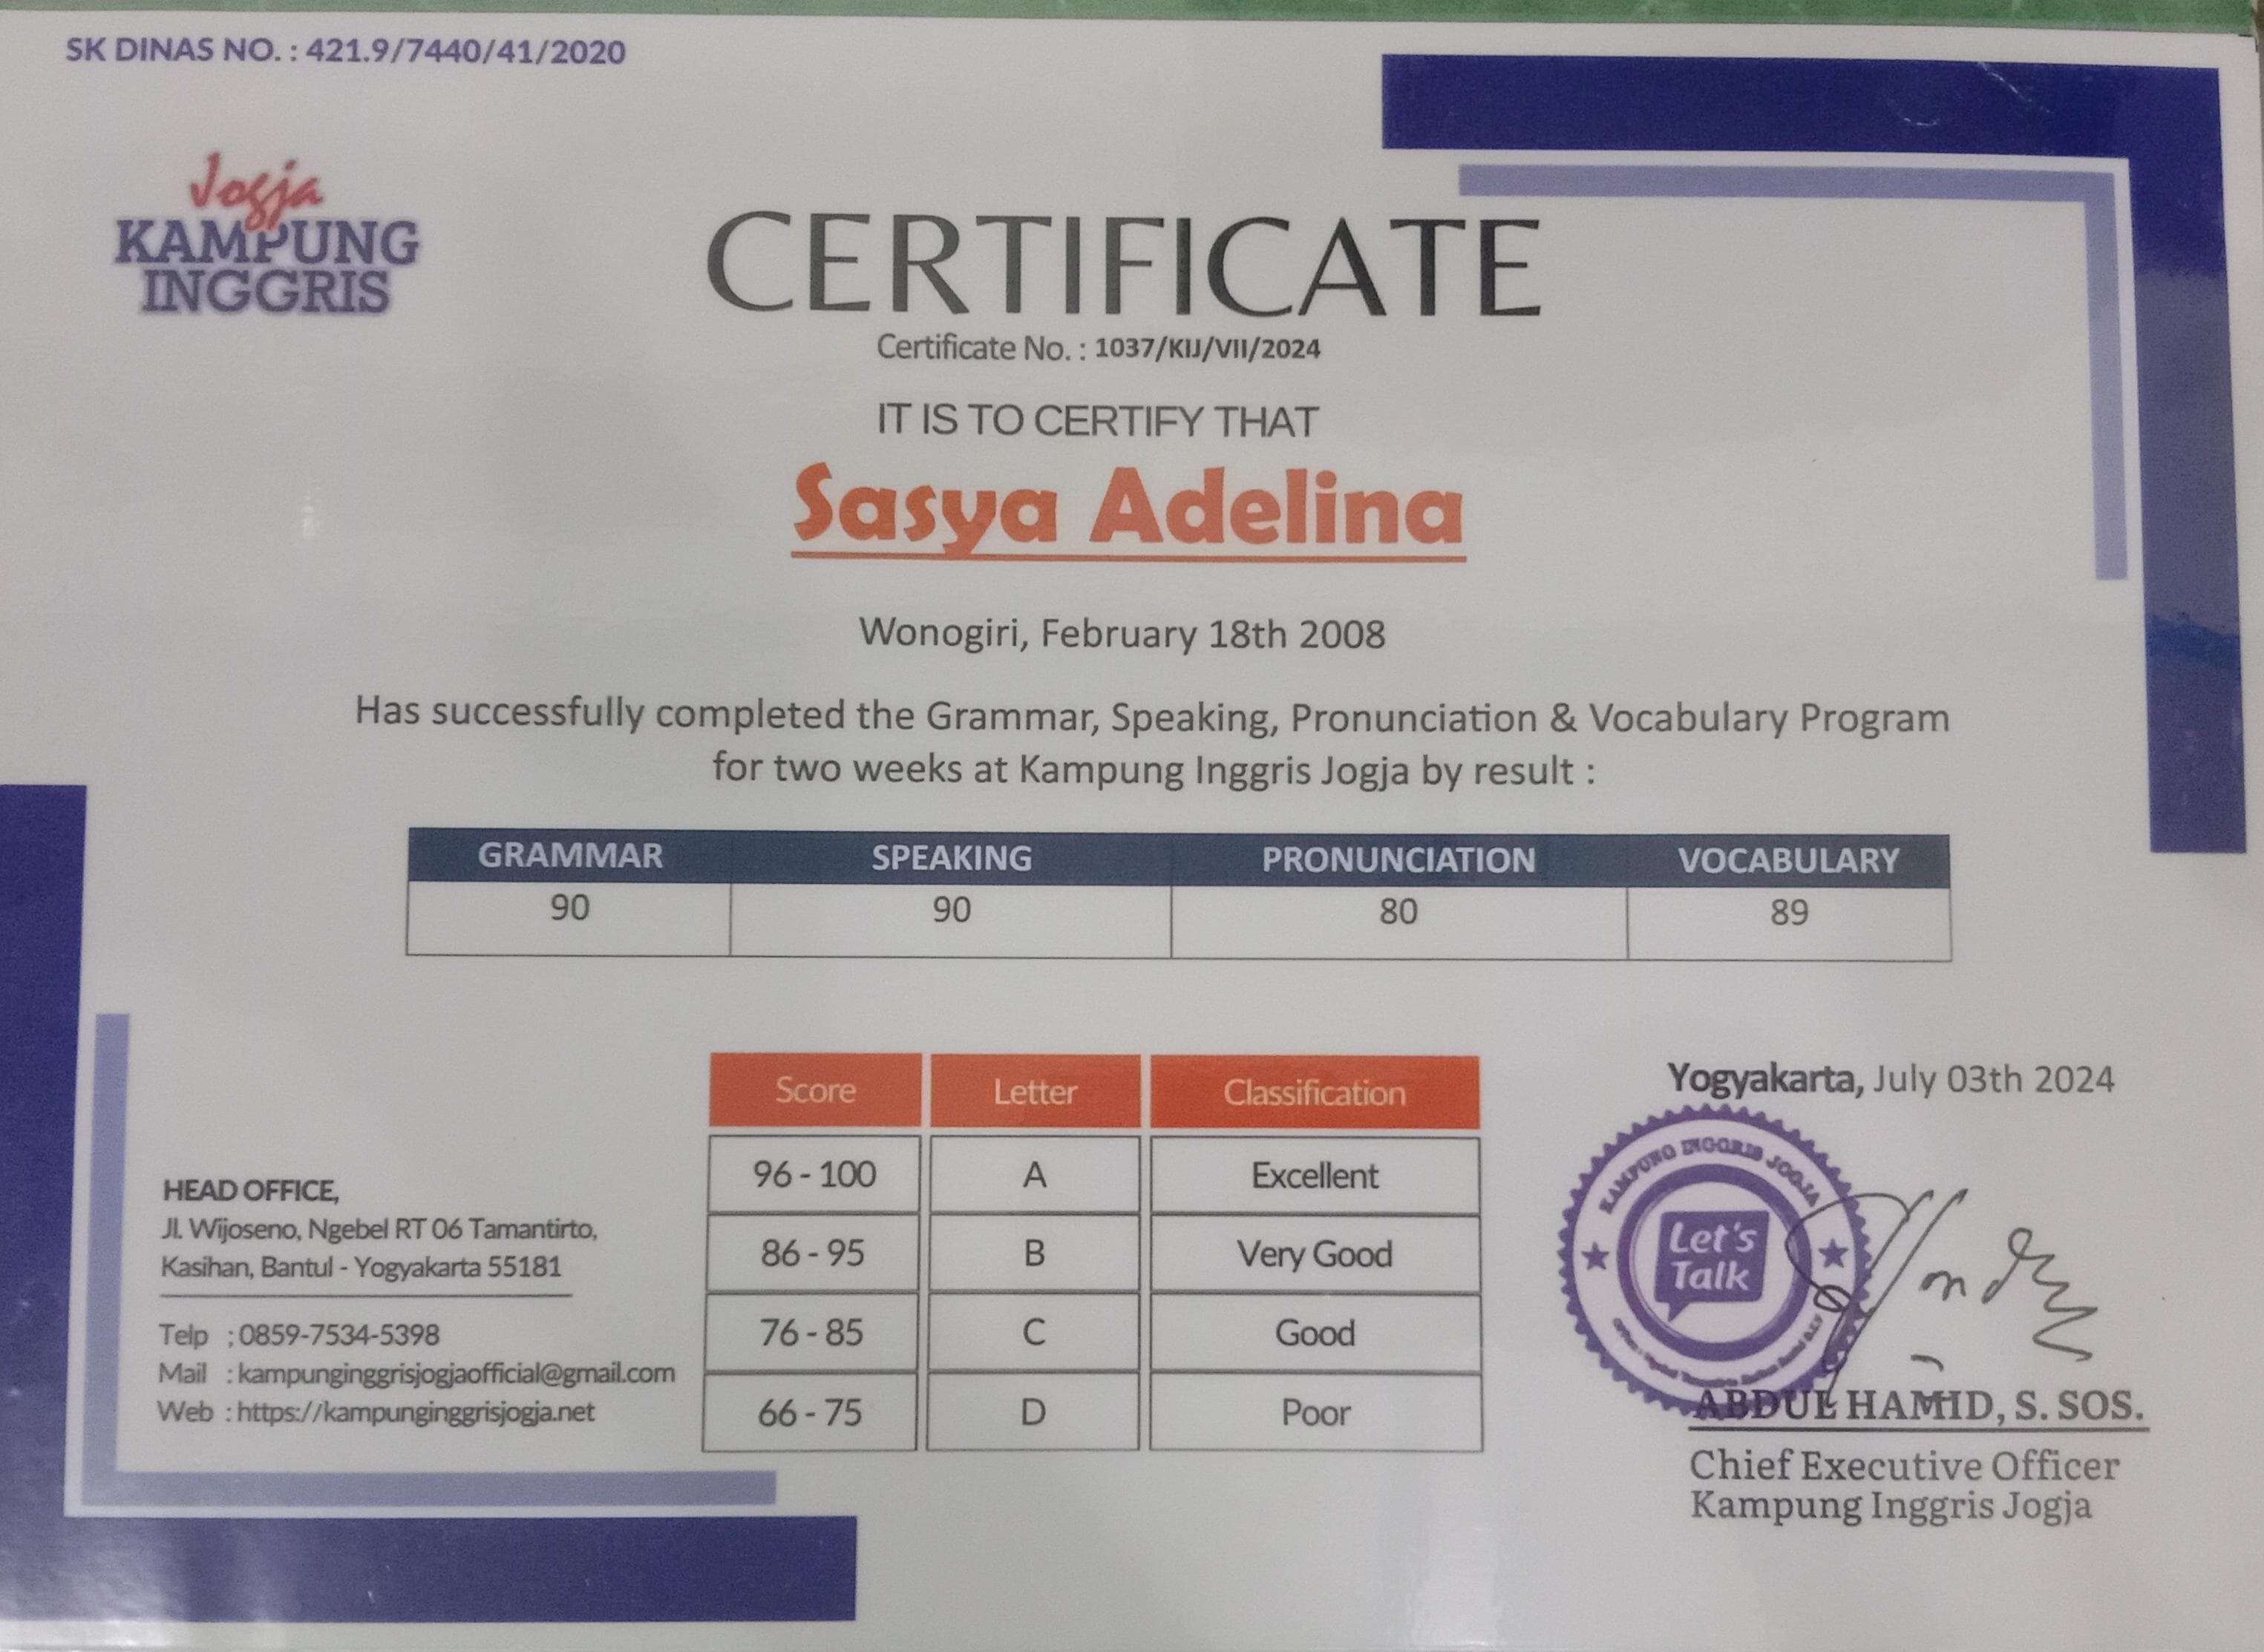 SK DINAS NO. : 421.9/7440/41/2020
Jogja
KAMPUNG
INGGRIS
CERTIFICATE
Certificate No. : 1037/KIJ/VII/2024
IT IS TO CERTIFY THAT
Sasya Adelina
Wonogiri, February 18th 2008
Has successfully completed the Grammar, Speaking, Pronunciation & Vocabulary Program
for two weeks at Kampung Inggris Jogja by result :
GRAMMAR SPEAKING PRONUNCIATION VOCABULARY
90 90 80 89
Score Letter Classification
96 - 100 A Excellent
86 - 95 B Very Good
76 - 85 C Good
66 - 75 D Poor
HEAD OFFICE,
Jl. Wijoseno, Ngebel RT 06 Tamantirto,
Kasihan, Bantul - Yogyakarta 55181
Telp : 0859-7534-5398
Mail : kampunginggrisjogjaofficial@gmail.com
Web : https://kampunginggrisjogja.net
Yogyakarta, July 03th 2024
KAMPUNG INGGRIS JOGJA
Let's
Talk
ABDUL HAMID, S. SOS.
Chief Executive Officer
Kampung Inggris Jogja